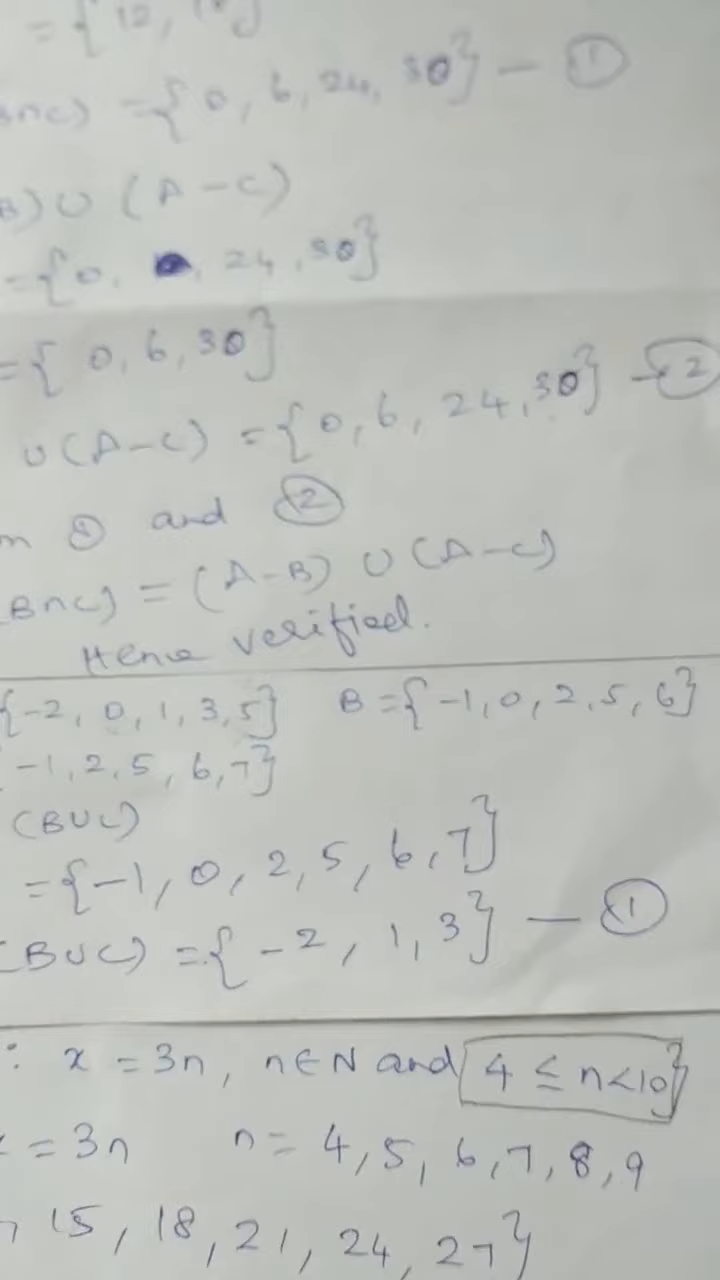 = { 12,
BnC) = { 0, 6, 24, 30} — ①
B) ∪ (A - C)
= { 0, 24, 30}
= { 0, 6, 30}
∪ (A - C) = { 0, 6, 24, 30} — ②
m ① and ②
(BnC) = (A - B) ∪ (A - C)
Hence verified.
{-2, 0, 1, 3, 5} B = {-1, 0, 2, 5, 6}
-1, 2, 5, 6, 7}
(B∪C)
= {-1, 0, 2, 5, 6, 7}
(B∪C) = { -2, 1, 3} — ①
: x = 3n, n∈N and 4 ≤ n<10}
= 3n n = 4, 5, 6, 7, 8, 9
, 15, 18, 21, 24, 27}